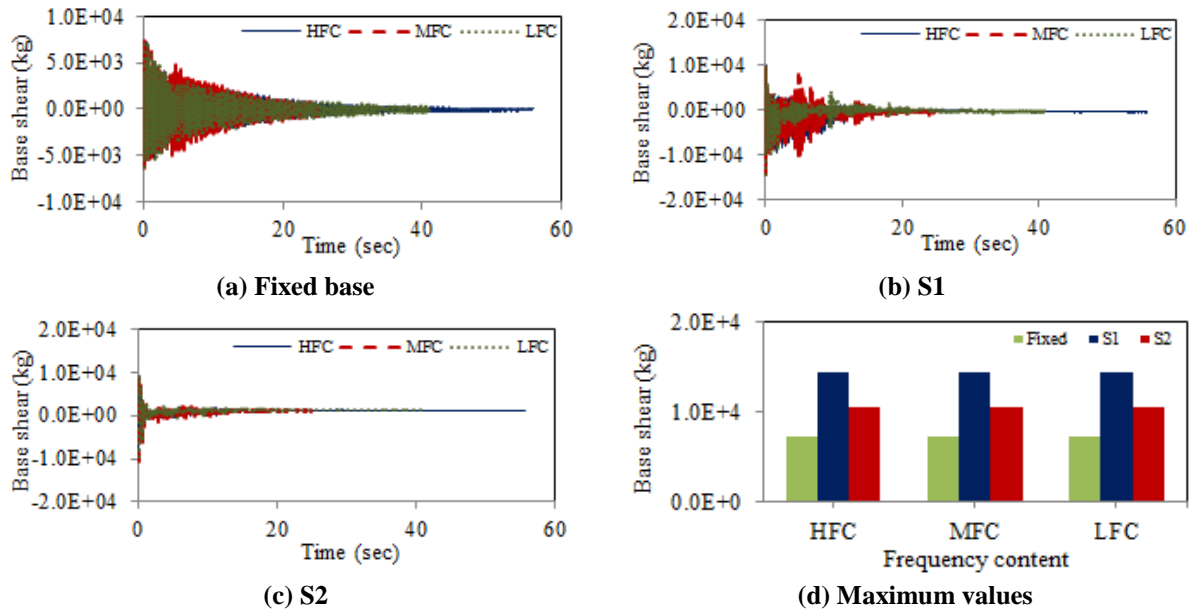 1.0E+04
5.0E+03
0.0E+00
-5.0E+03
-1.0E+04
Base shear (kg)
HFC MFC LFC
0 20 40 60
Time (sec)
(a) Fixed base
2.0E+04
1.0E+04
0.0E+00
-1.0E+04
-2.0E+04
Base shear (kg)
HFC MFC LFC
0 20 40 60
Time (sec)
(b) S1
2.0E+04
1.0E+04
0.0E+00
-1.0E+04
-2.0E+04
Base shear (kg)
HFC MFC LFC
0 20 40 60
Time (sec)
(c) S2
2.0E+4
1.0E+4
0.0E+0
Base shear (kg)
Fixed S1 S2
HFC MFC LFC
Frequency content
(d) Maximum values